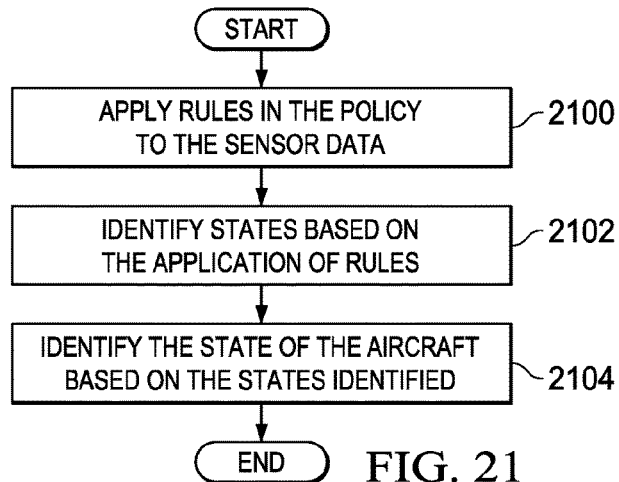 START
APPLY RULES IN THE POLICY
TO THE SENSOR DATA
2100
IDENTIFY STATES BASED ON
THE APPLICATION OF RULES
2102
IDENTIFY THE STATE OF THE AIRCRAFT
BASED ON THE STATES IDENTIFIED
2104
END
FIG. 21